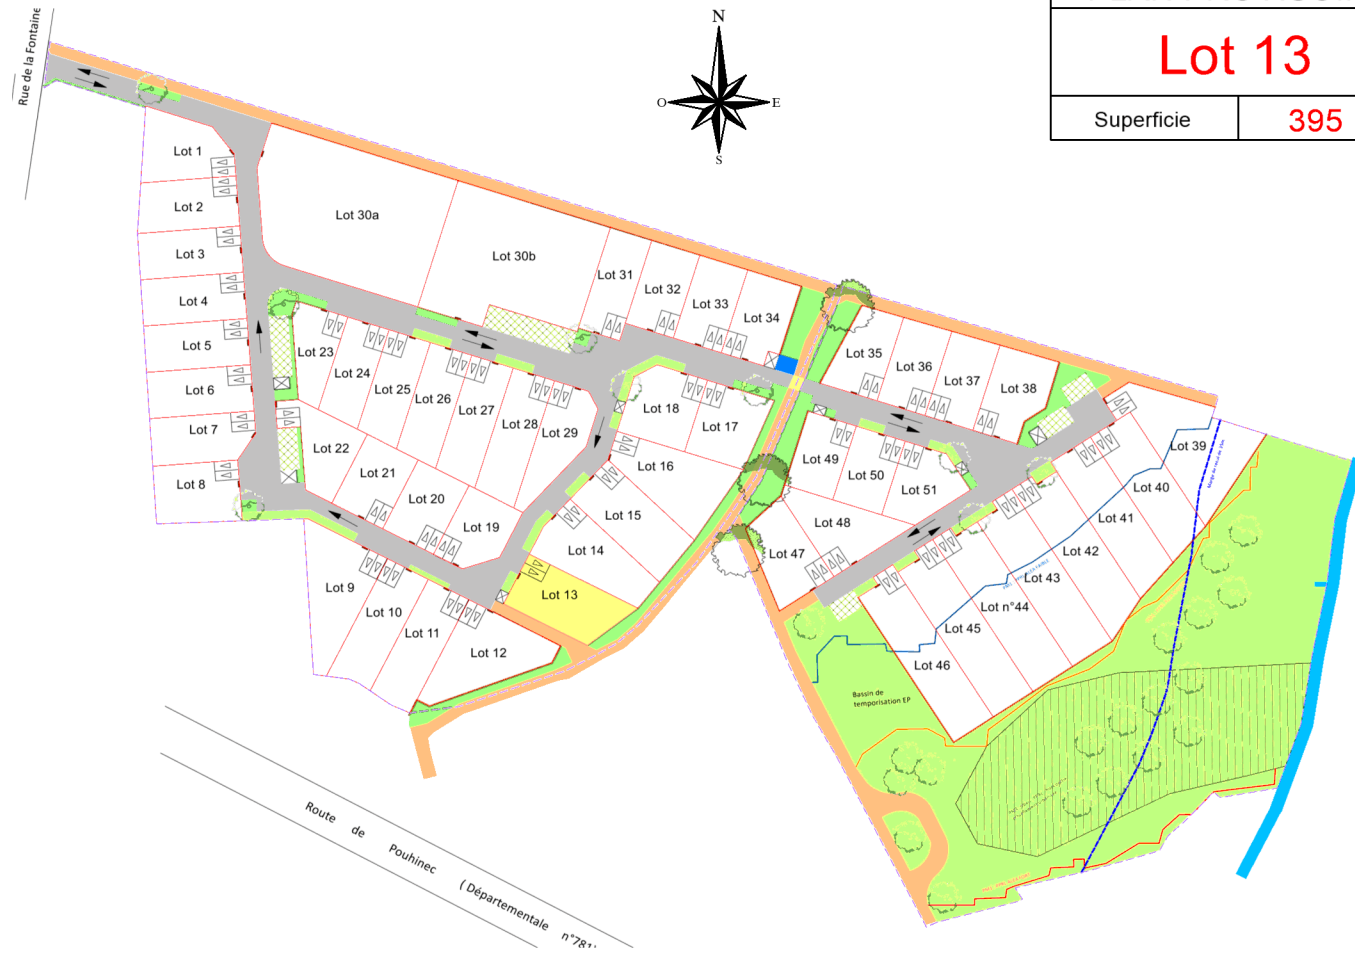 Rue de la Fontaine
N
O
E
S
Lot 13
Superficie
395
Lot 1
Lot 2
Lot 3
Lot 4
Lot 5
Lot 6
Lot 7
Lot 8
Lot 30a
Lot 30b
Lot 31
Lot 32
Lot 33
Lot 34
Lot 35
Lot 36
Lot 37
Lot 38
Lot 39
Lot 40
Lot 41
Lot 42
Lot 43
Lot n°44
Lot 45
Lot 46
Lot 23
Lot 24
Lot 25
Lot 26
Lot 27
Lot 28
Lot 29
Lot 18
Lot 17
Lot 16
Lot 15
Lot 14
Lot 13
Lot 22
Lot 21
Lot 20
Lot 19
Lot 49
Lot 50
Lot 51
Lot 48
Lot 47
Lot 9
Lot 10
Lot 11
Lot 12
Bassin de
temporisation EP
Route de Pouhinec (Départementale n°781